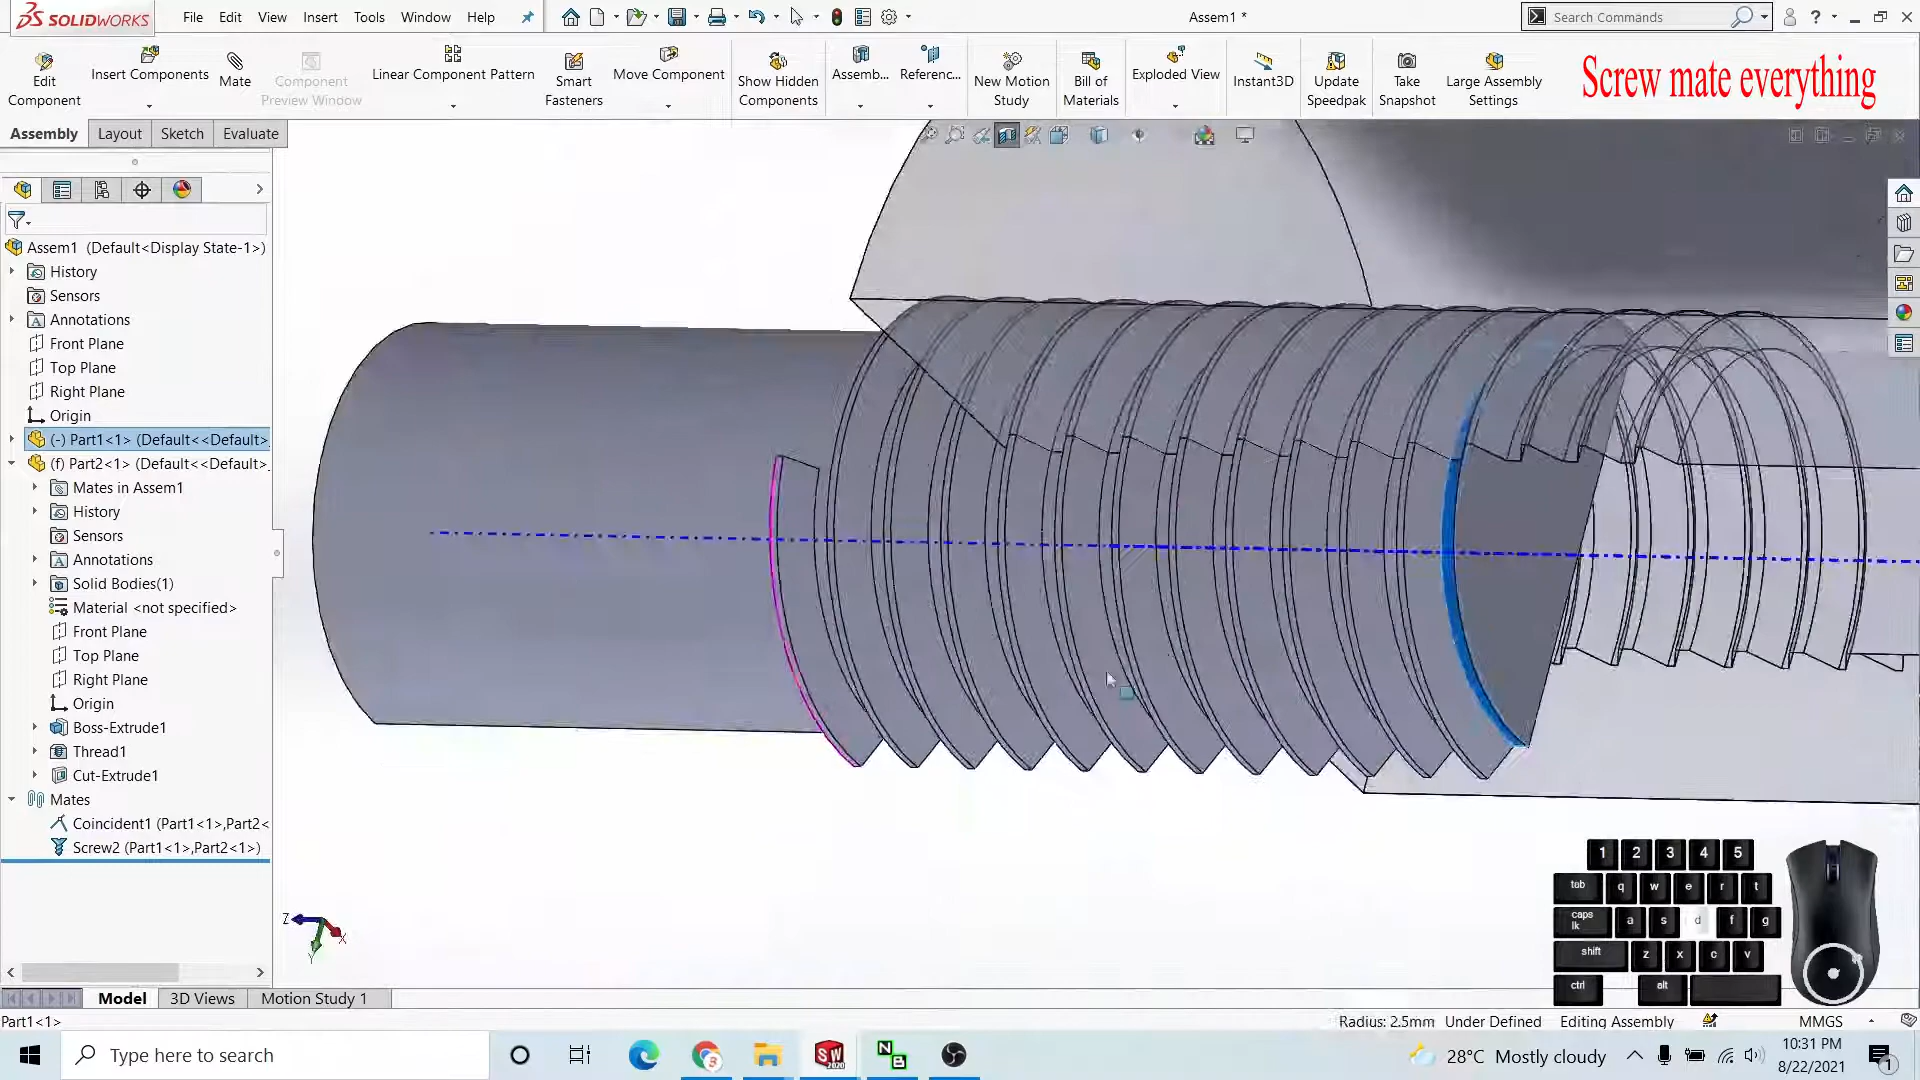 SOLIDWORKS
File Edit View Insert Tools Window Help
Assem1 *
Search Commands
?
Edit Component
Insert Components
Mate
Component Preview Window
Linear Component Pattern
Smart Fasteners
Move Component
Show Hidden Components
Assemb...
Referenc...
New Motion Study
Bill of Materials
Exploded View
Instant3D
Update Speedpak
Take Snapshot
Large Assembly Settings
Screw mate everything
Assembly Layout Sketch Evaluate
Assem1 (Default<Display State-1>)
History
Sensors
Annotations
Front Plane
Top Plane
Right Plane
Origin
(-) Part1<1> (Default<<Default>
(f) Part2<1> (Default<<Default>
Mates in Assem1
History
Sensors
Annotations
Solid Bodies(1)
Material <not specified>
Front Plane
Top Plane
Right Plane
Origin
Boss-Extrude1
Thread1
Cut-Extrude1
Mates
Coincident1 (Part1<1>,Part2<
Screw2 (Part1<1>,Part2<1>)
Z
X
Y
1 2 3 4 5
tab q w e r t
caps lk a s d f g
shift z x c v
ctrl alt
Model 3D Views Motion Study 1
Part1<1>
Radius: 2.5mm Under Defined Editing Assembly MMGS
Type here to search
SW
2020
N
B
28°C Mostly cloudy
10:31 PM
8/22/2021
1